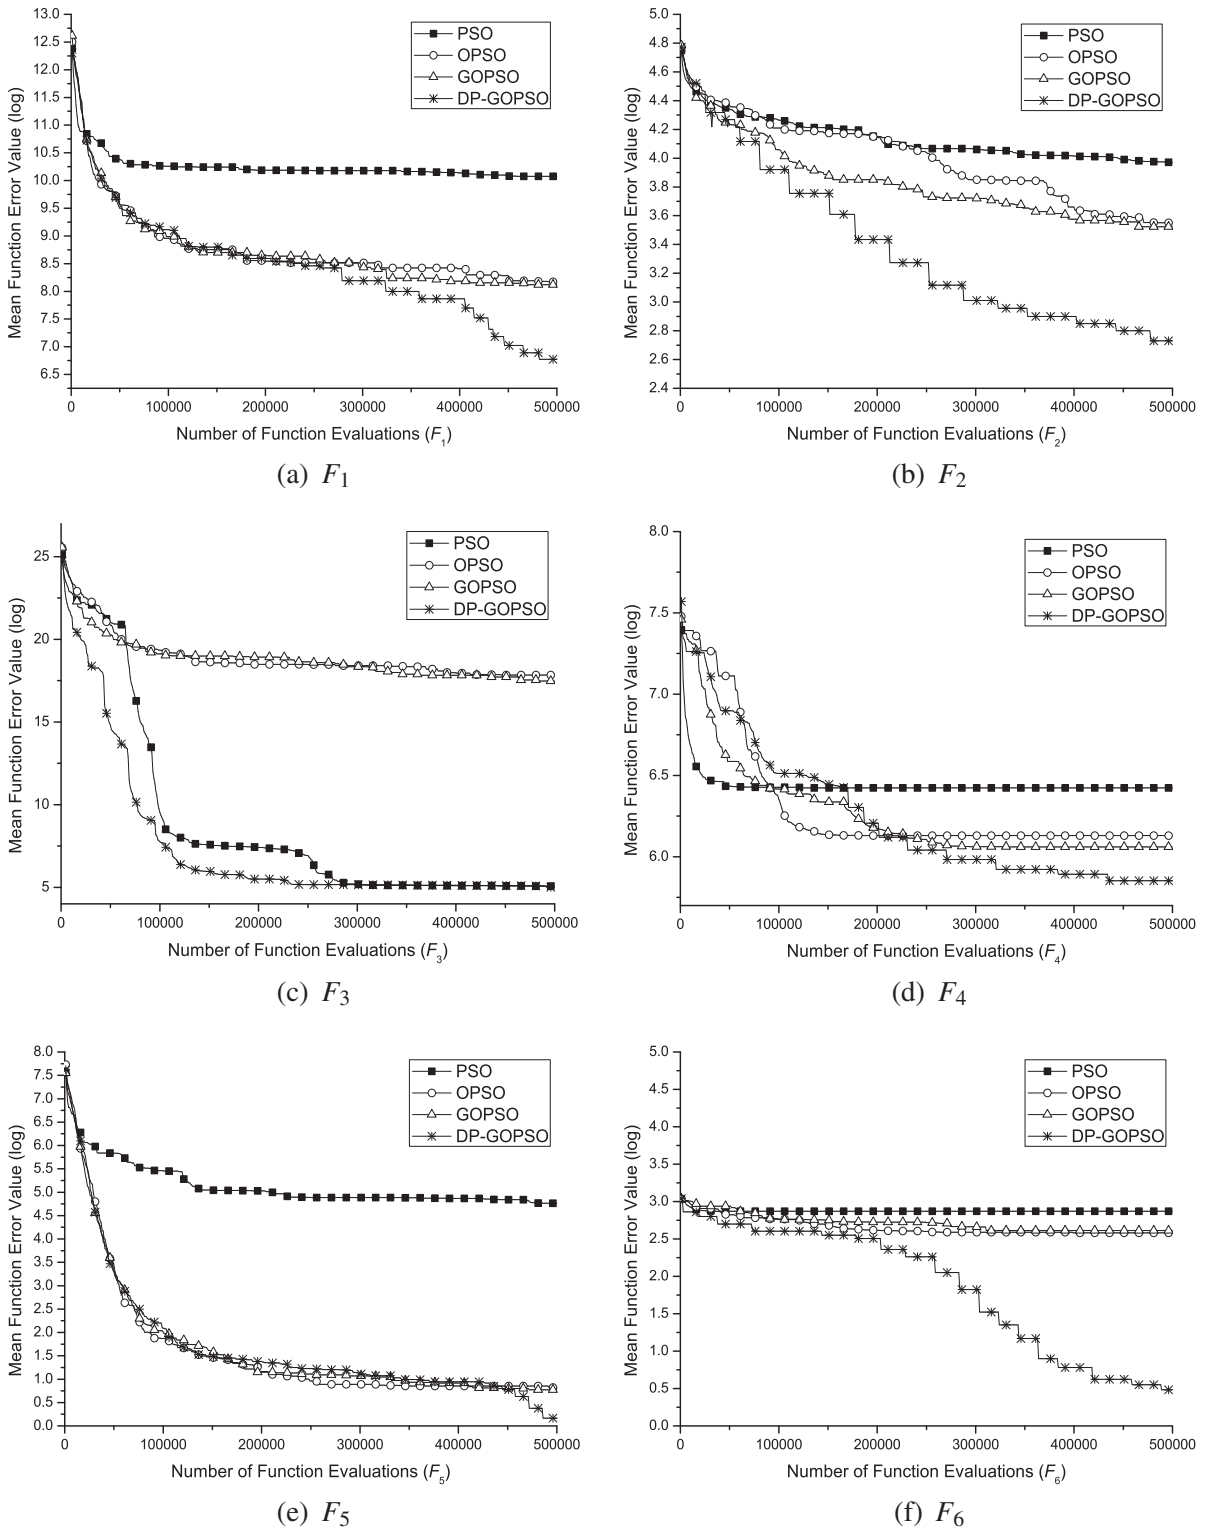 13.0
12.5
12.0
11.5
11.0
10.5
10.0
9.5
9.0
8.5
8.0
7.5
7.0
6.5
Mean Function Error Value (log)
PSO
OPSO
GOPSO
DP-GOPSO
0 100000 200000 300000 400000 500000
Number of Function Evaluations (F1)
(a) F1
5.0
4.8
4.6
4.4
4.2
4.0
3.8
3.6
3.4
3.2
3.0
2.8
2.6
2.4
Mean Function Error Value (log)
PSO
OPSO
GOPSO
DP-GOPSO
0 100000 200000 300000 400000 500000
Number of Function Evaluations (F2)
(b) F2
25
20
15
10
5
Mean Function Error Value (log)
PSO
OPSO
GOPSO
DP-GOPSO
0 100000 200000 300000 400000 500000
Number of Function Evaluations (F3)
(c) F3
8.0
7.5
7.0
6.5
6.0
Mean Function Error Value (log)
PSO
OPSO
GOPSO
DP-GOPSO
0 100000 200000 300000 400000 500000
Number of Function Evaluations (F4)
(d) F4
8.0
7.5
7.0
6.5
6.0
5.5
5.0
4.5
4.0
3.5
3.0
2.5
2.0
1.5
1.0
0.5
0.0
Mean Function Error Value (log)
PSO
OPSO
GOPSO
DP-GOPSO
0 100000 200000 300000 400000 500000
Number of Function Evaluations (F5)
(e) F5
5.0
4.5
4.0
3.5
3.0
2.5
2.0
1.5
1.0
0.5
0.0
Mean Function Error Value (log)
PSO
OPSO
GOPSO
DP-GOPSO
0 100000 200000 300000 400000 500000
Number of Function Evaluations (F6)
(f) F6